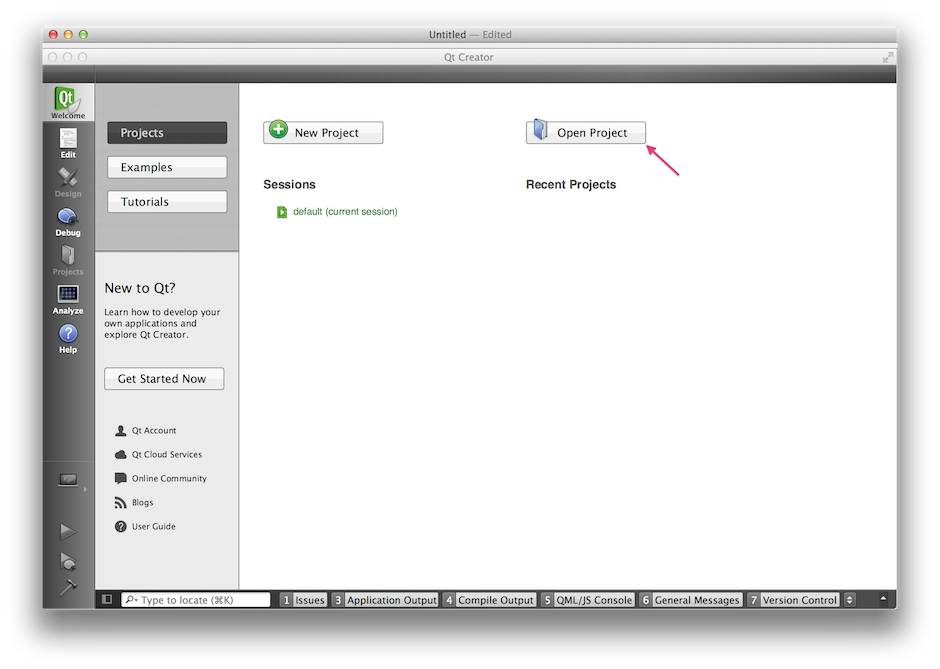 Untitled — Edited
Qt Creator
Qt
Welcome
Edit
Design
Debug
Projects
Analyze
Help
Projects
Examples
Tutorials
New to Qt?
Learn how to develop your
own applications and
explore Qt Creator.
Get Started Now
Qt Account
Qt Cloud Services
Online Community
Blogs
User Guide
New Project
Open Project
Sessions
Recent Projects
default (current session)
Type to locate (⌘K)
1 Issues
3 Application Output
4 Compile Output
5 QML/JS Console
6 General Messages
7 Version Control